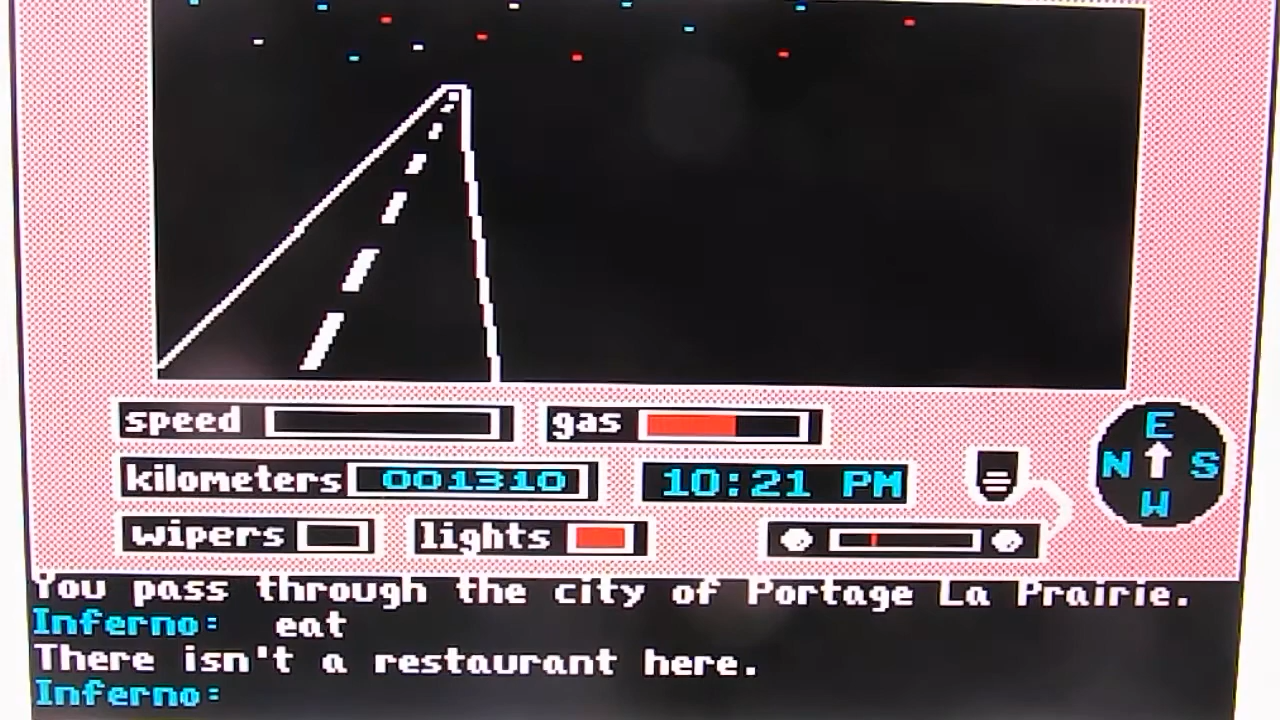 speed gas
kilometers 001310 10:21 PM
E
N S
W
wipers lights
You pass through the city of Portage La Prairie.
Inferno: eat
There isn't a restaurant here.
Inferno: